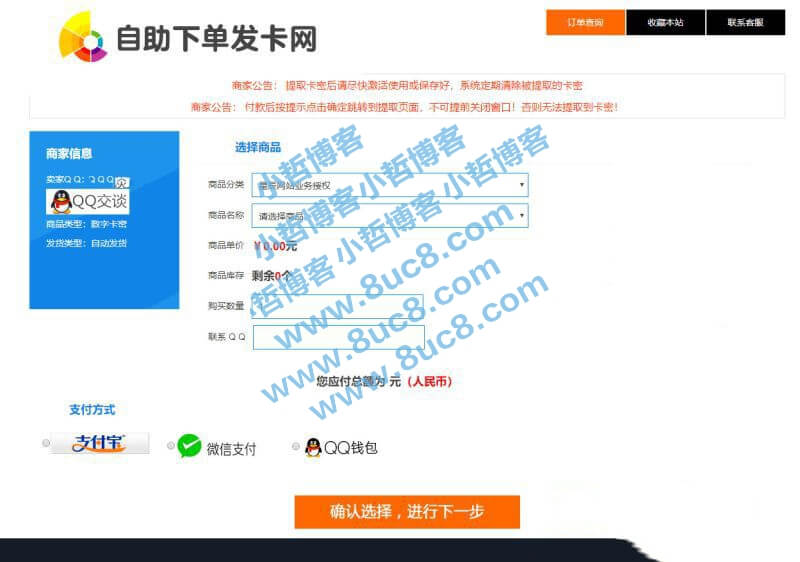 自助下单发卡网
订单查询 收藏本站 联系客服
商家公告： 提取卡密后请尽快激活使用或保存好，系统定期清除被提取的卡密
商家公告： 付款后按提示点击确定跳转到提取页面，不可提前关闭窗口！否则无法提取到卡密！
商家信息
卖家ＱＱ：
QQ交谈
商品类型：数字卡密
发货类型：自动发货
选择商品
商品分类 网站业务授权
商品名称 请选择商品
商品单价 ￥0.00元
商品库存 剩余0个
购买数量
联系ＱＱ
您应付总额为 元（人民币）
支付方式
支付宝 微信支付 QQ钱包
确认选择，进行下一步
小哲博客小哲博客小哲博客
小哲博客小哲博客小哲博客
www.8uc8.com
www.8uc8.com
www.8uc8.com